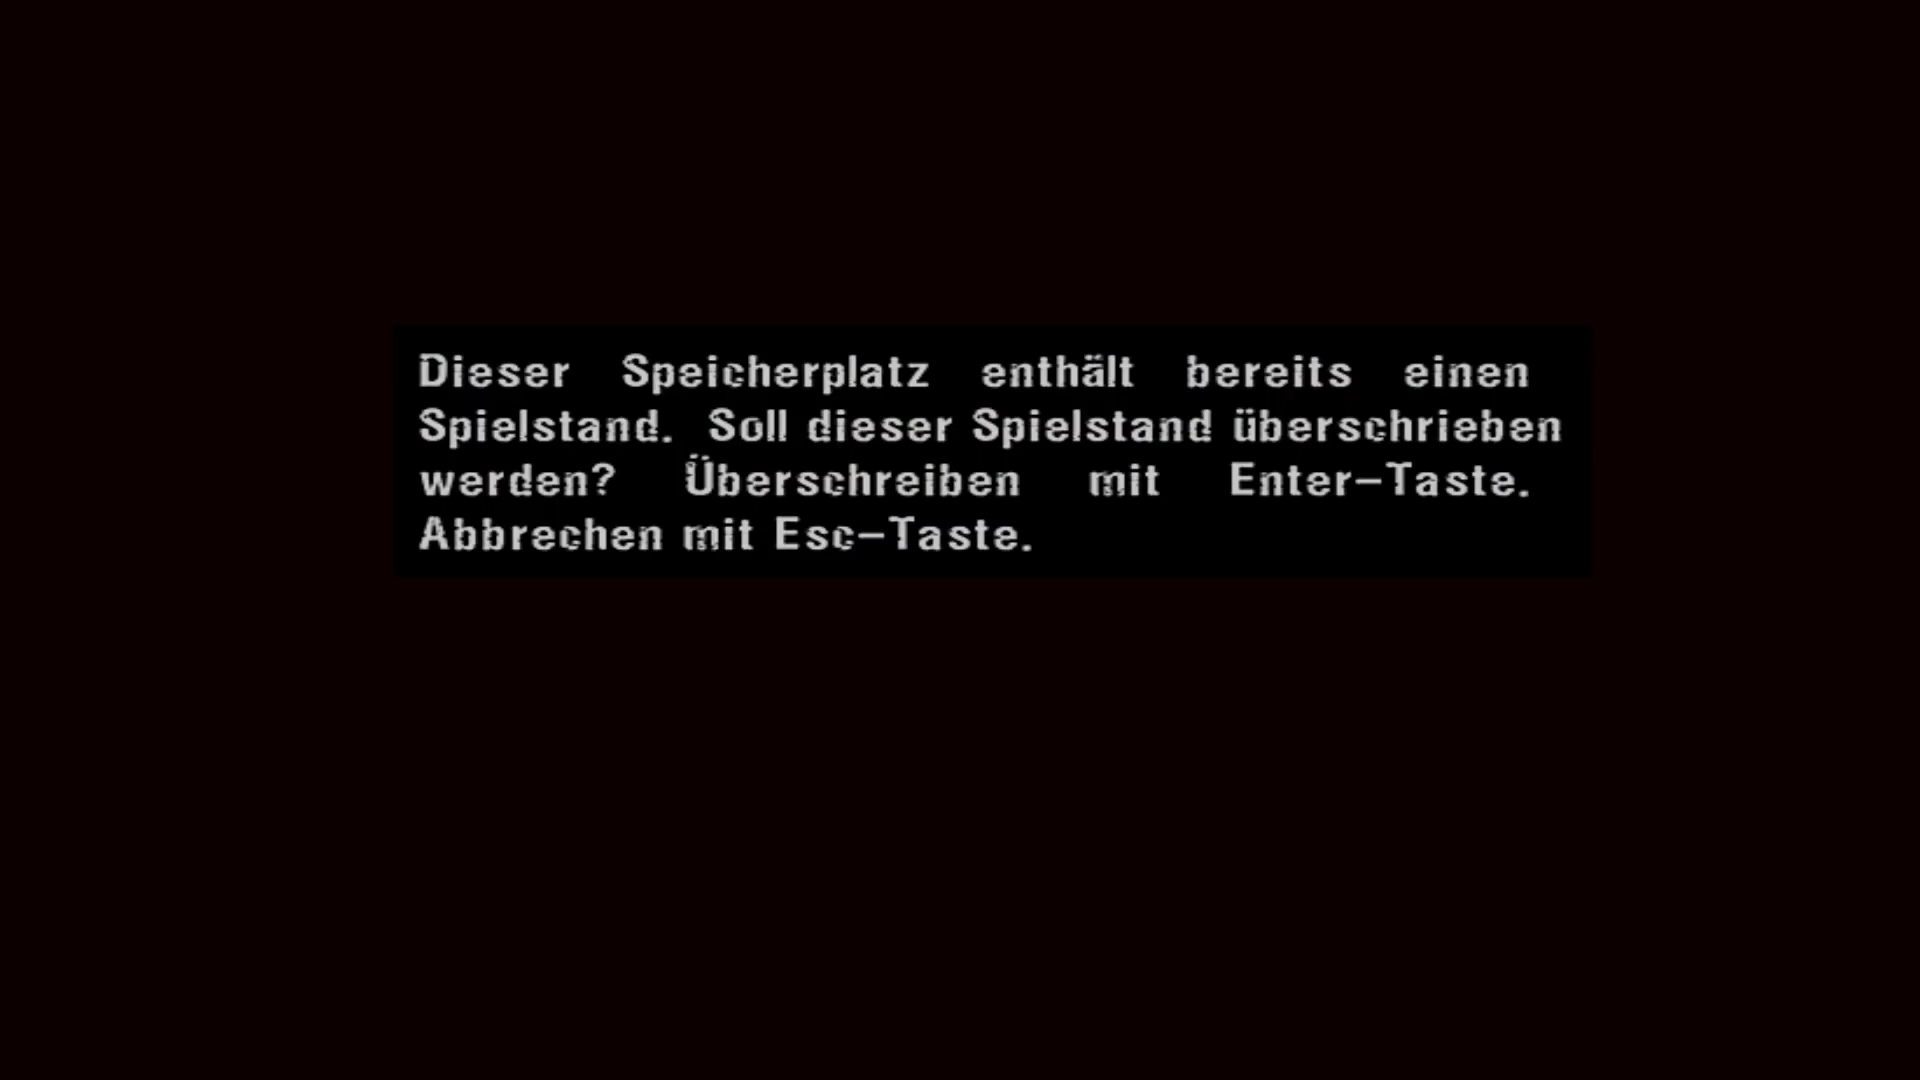 Dieser Speicherplatz enthält bereits einen
Spielstand. Soll dieser Spielstand überschrieben
werden? Überschreiben mit Enter-Taste.
Abbrechen mit Esc-Taste.